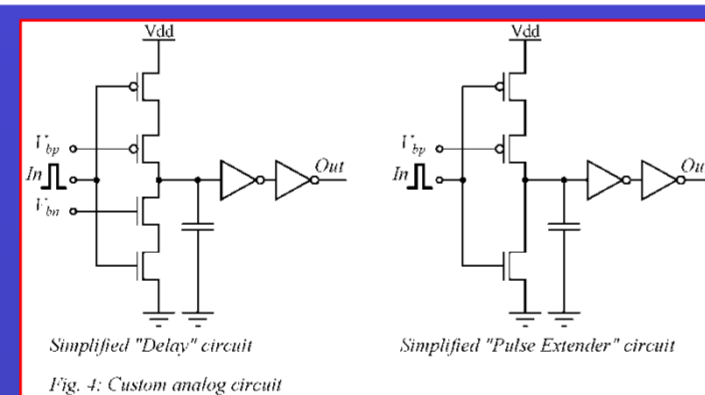 Vdd
Vdd
Vbp
Vbp
In
Out
In
Vbn
Simplified "Delay" circuit
Simplified "Pulse Extender" circuit
Fig. 4: Custom analog circuit